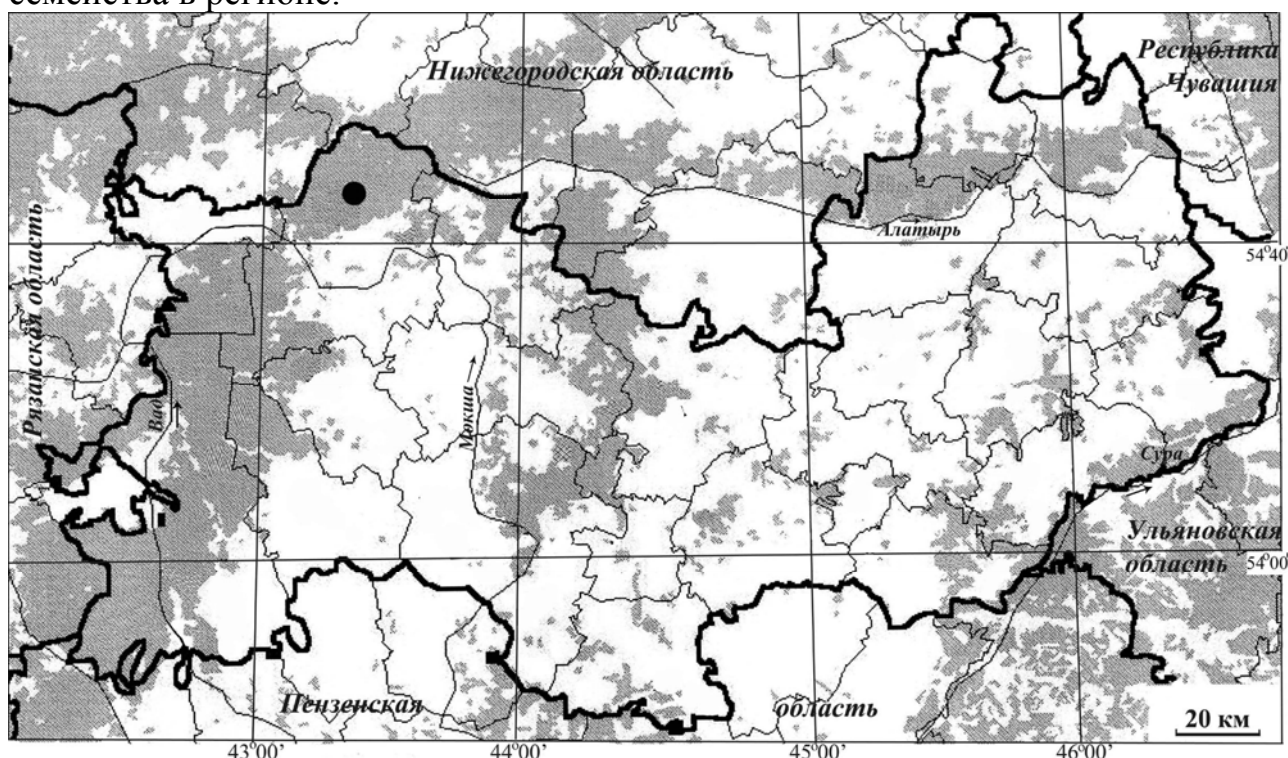 семейства в регионе.
Нижегородская область
Республика
Чувашия
Рязанская область
Алатырь
54°40
Вад
Мокша
Сура
Ульяновская
область
54°00
Пензенская
область
20 км
43°00'
44°00'
45°00'
46°00'